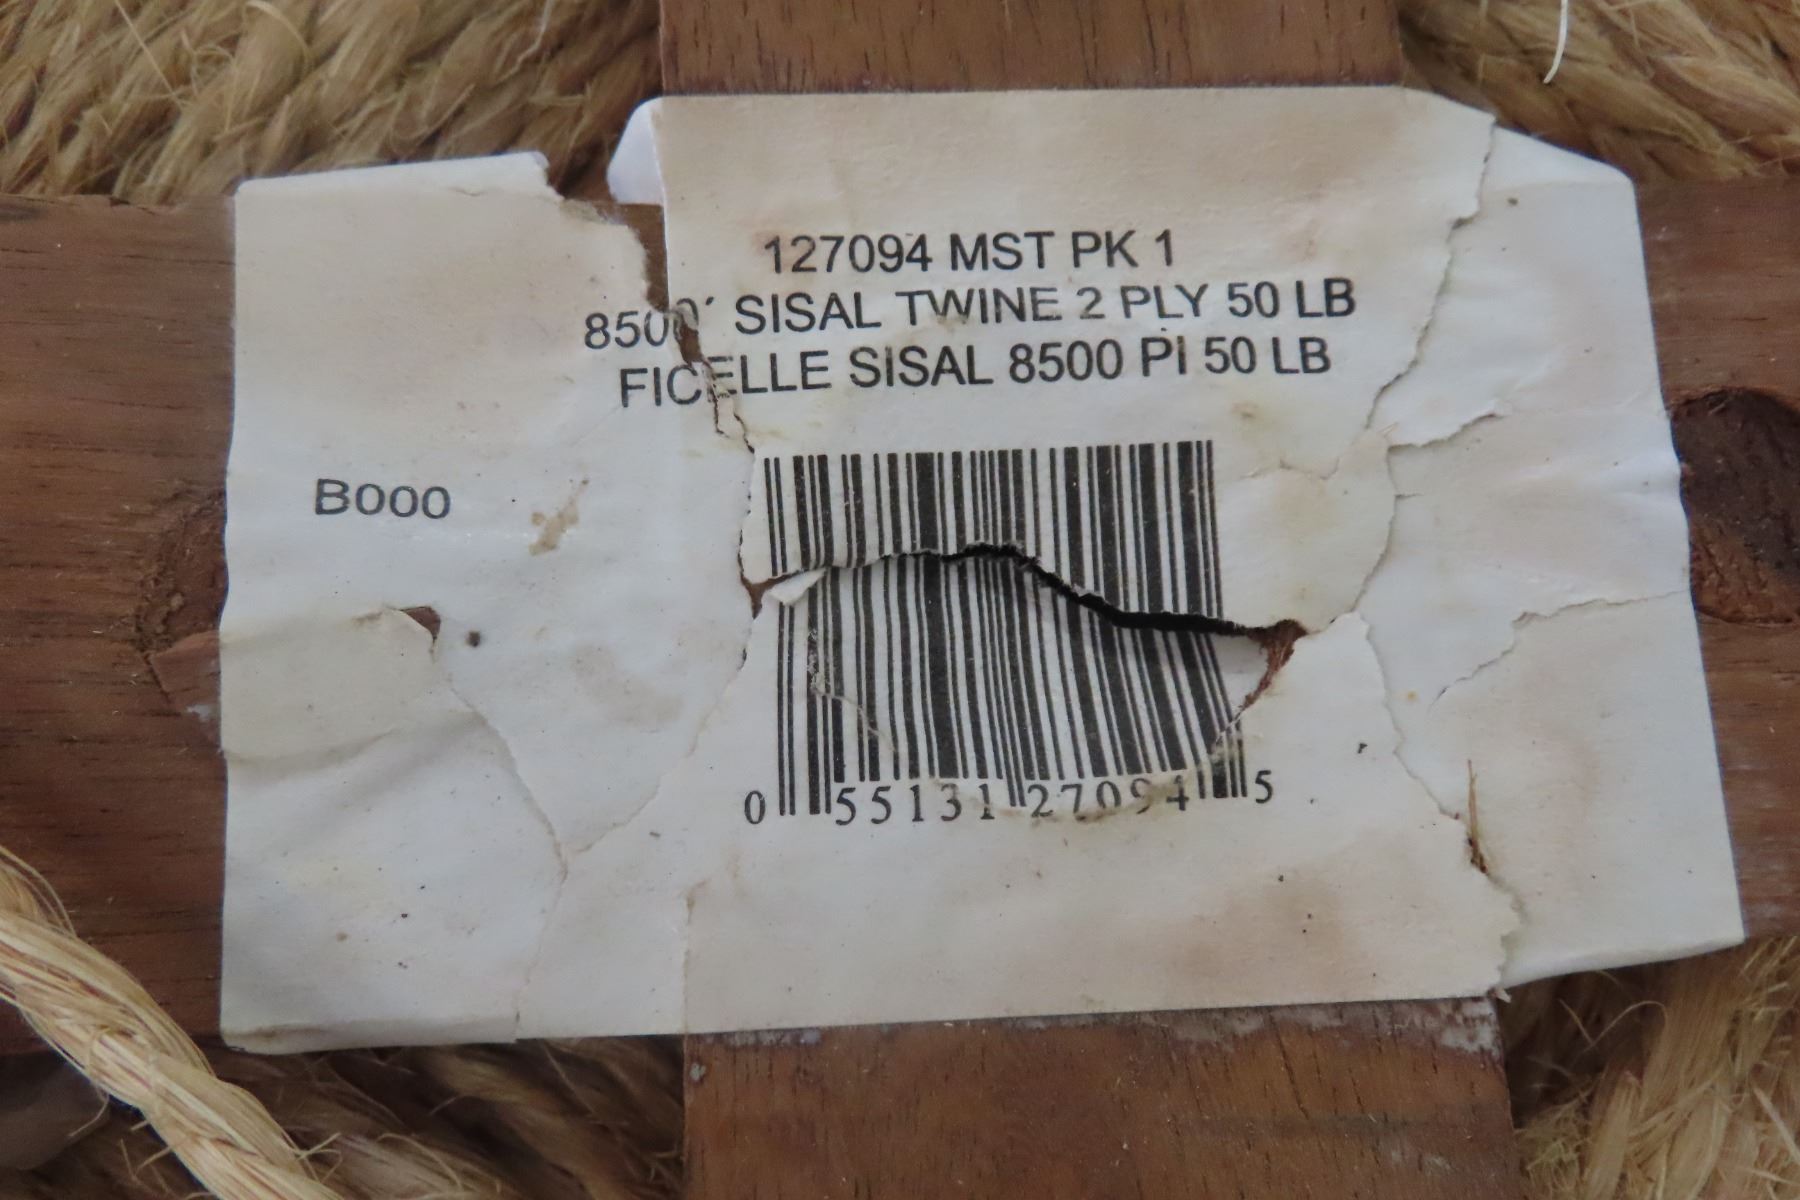 127094 MST PK 1
8500' SISAL TWINE 2 PLY 50 LB
FICELLE SISAL 8500 PI 50 LB
B000
0 55131 27094 5